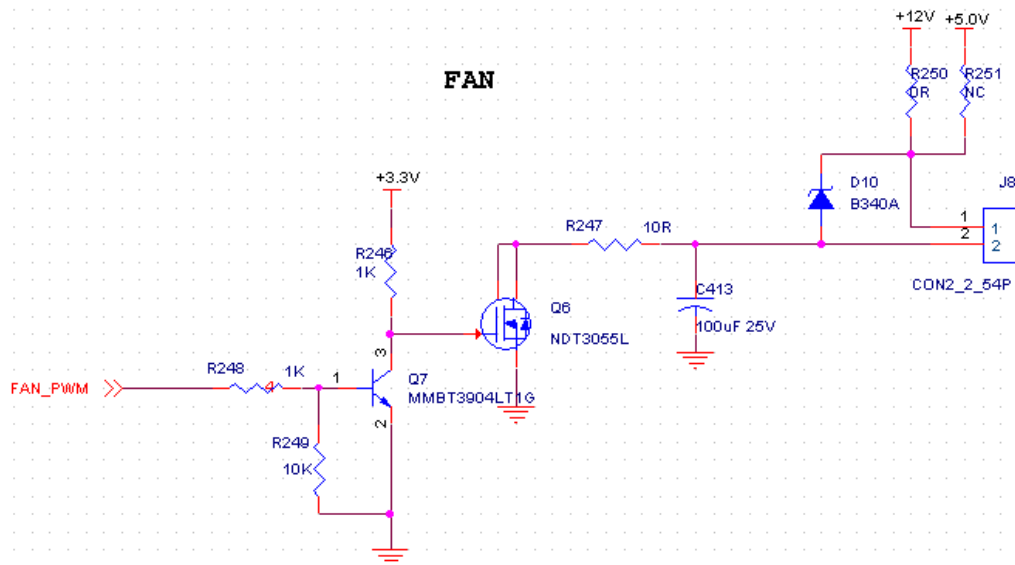 +12V
+5.0V
FAN
R250
0R
R251
NC
+3.3V
D10
B340A
J8
1
2
1
2
R247
10R
R246
1K
CON2_2_54P
C413
100uF 25V
Q6
NDT3055L
3
R248
1K
1
Q7
MMBT3904LT1G
FAN_PWM
2
R249
10K